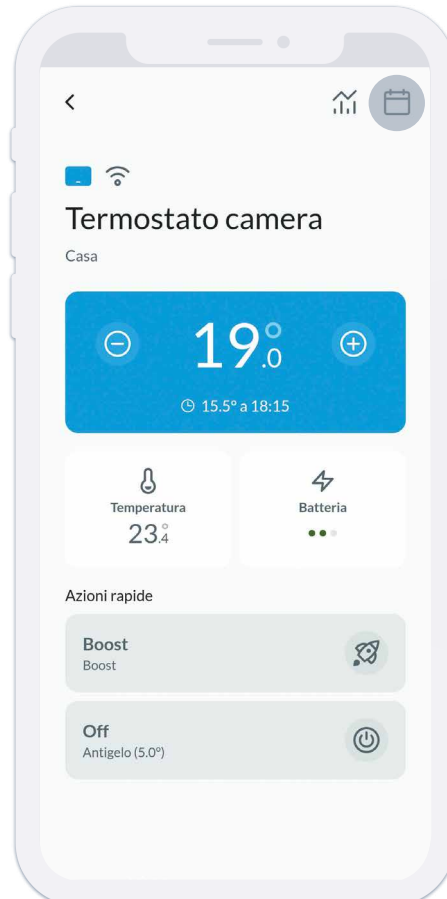 Termostato camera
Casa
19.0°
15.5° a 18:15
Temperatura
23.4°
Batteria
Azioni rapide
Boost
Boost
Off
Antigelo (5.0°)